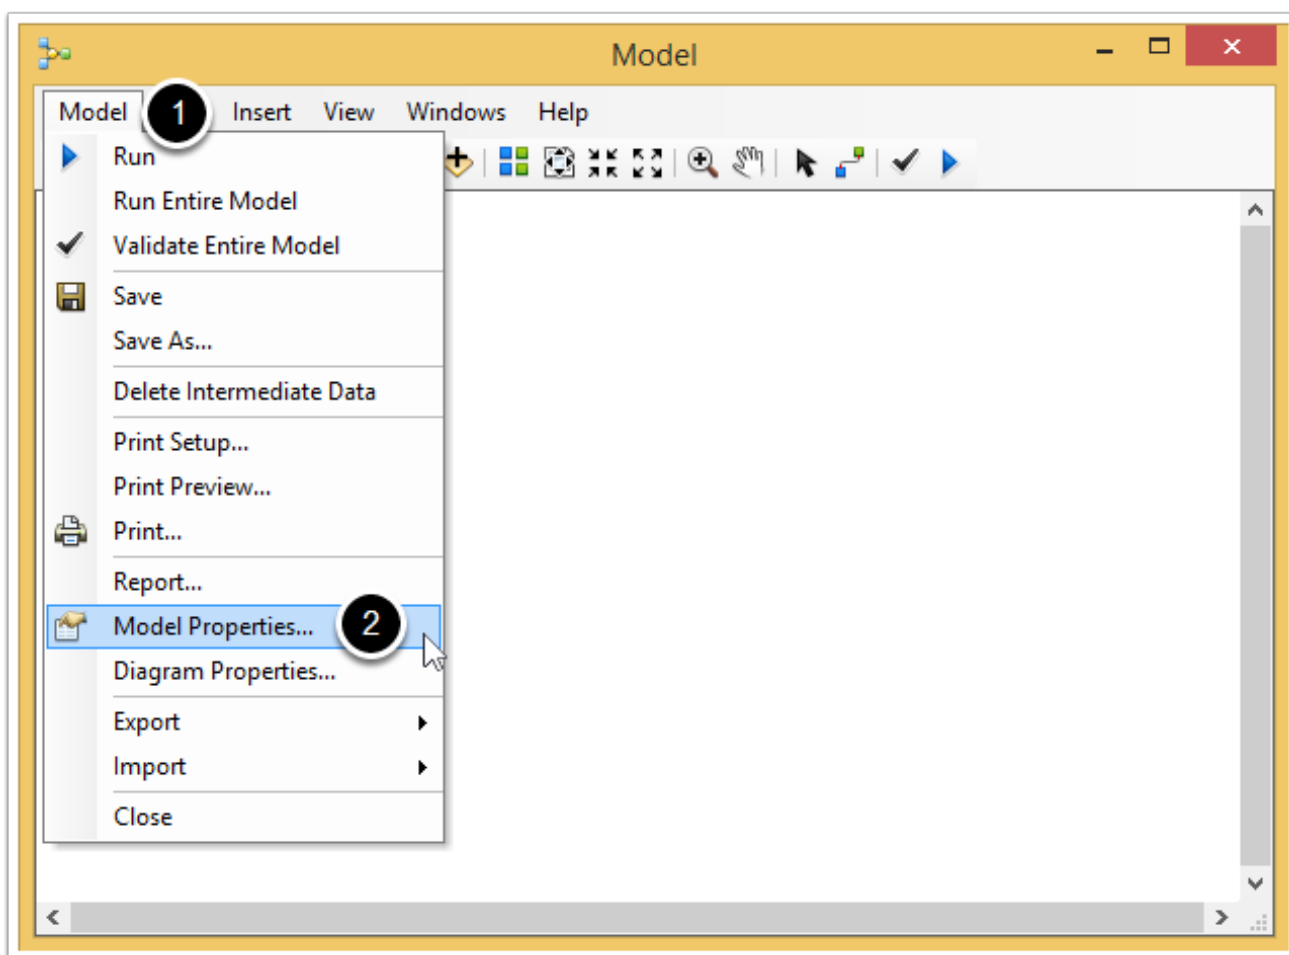 Model
Model 1 Insert View Windows Help
Run
Run Entire Model
Validate Entire Model
Save
Save As...
Delete Intermediate Data
Print Setup...
Print Preview...
Print...
Report...
Model Properties... 2
Diagram Properties...
Export
Import
Close